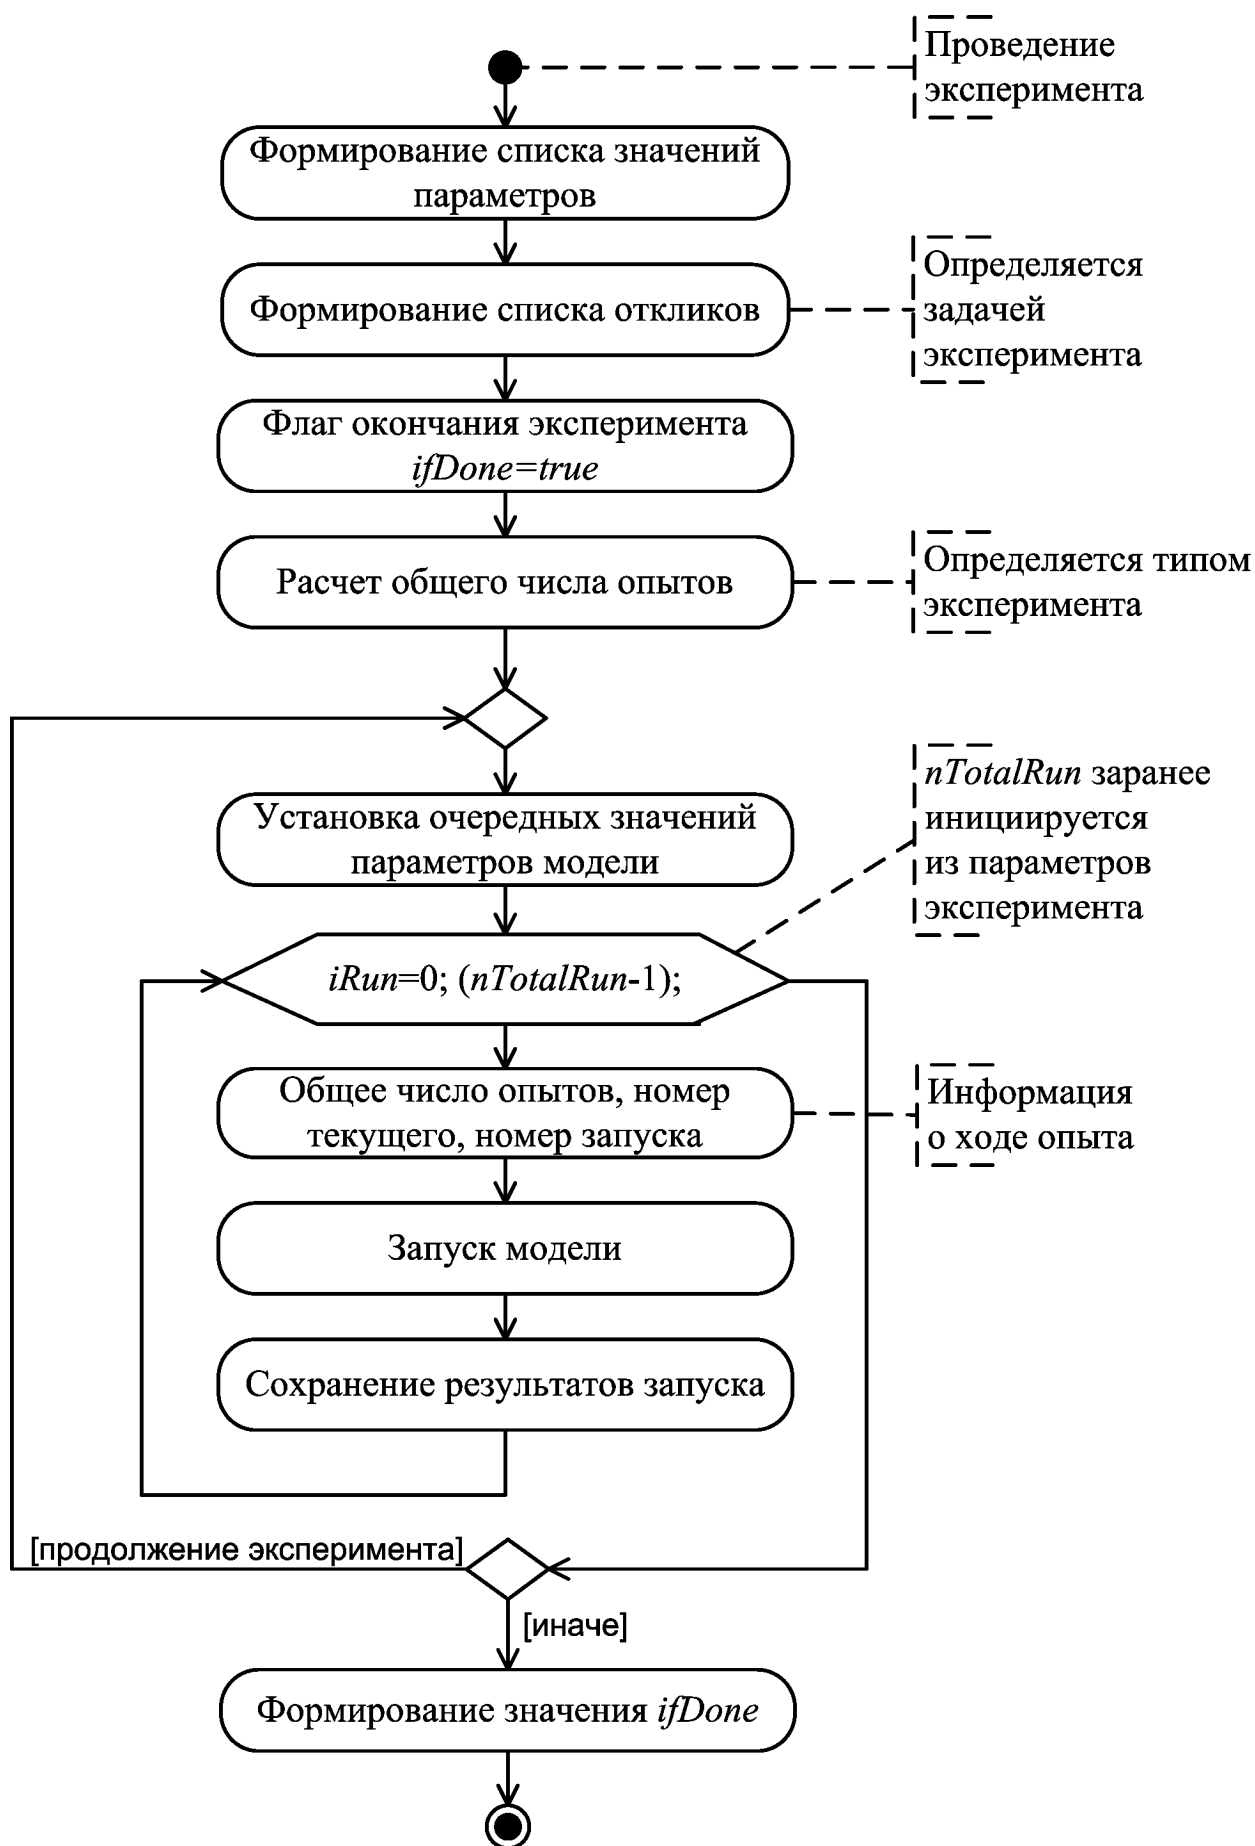 Проведение
эксперимента
Формирование списка значений
параметров
Определяется
задачей
эксперимента
Формирование списка откликов
Флаг окончания эксперимента
ifDone=true
Определяется типом
эксперимента
Расчет общего числа опытов
nTotalRun заранее
инициируется
из параметров
эксперимента
Установка очередных значений
параметров модели
iRun=0; (nTotalRun-1);
Общее число опытов, номер
текущего, номер запуска
Информация
о ходе опыта
Запуск модели
Сохранение результатов запуска
[продолжение эксперимента]
[иначе]
Формирование значения ifDone